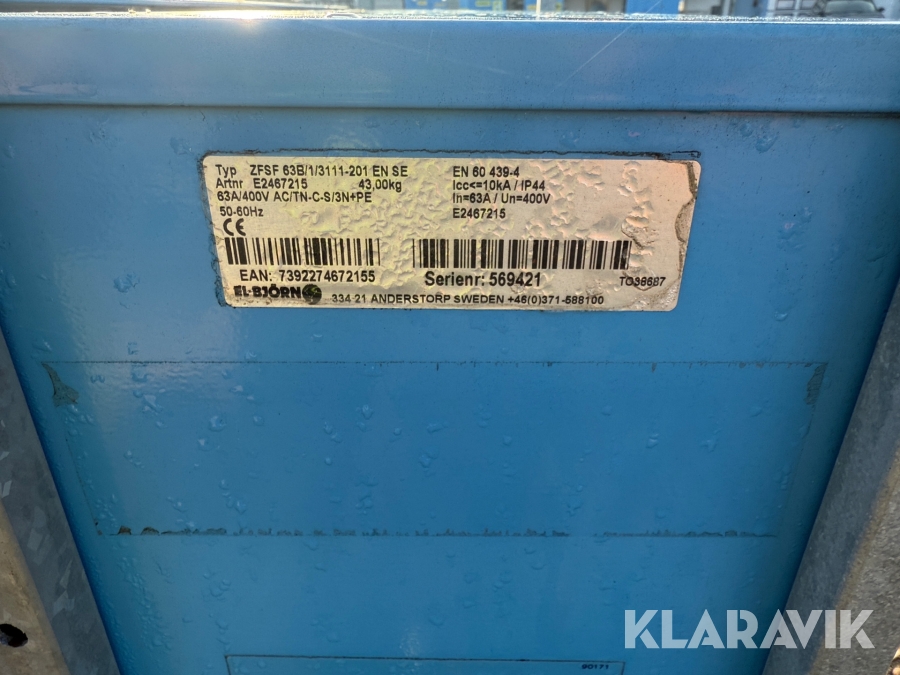 Typ ZFSF 63B/1/3111-201 EN SE
Artnr E2467215 43,00kg
63A/400V AC/TN-C-S/3N+PE
50-60Hz
CE
EN 60 439-4
Icc<=10kA / IP44
In=63A / Un=400V
E2467215
EAN: 7392274672155
Serienr: 569421
TO38687
EL-BJÖRN
334 21 ANDERSTORP SWEDEN +46(0)371-588100
90171
KLARAVIK